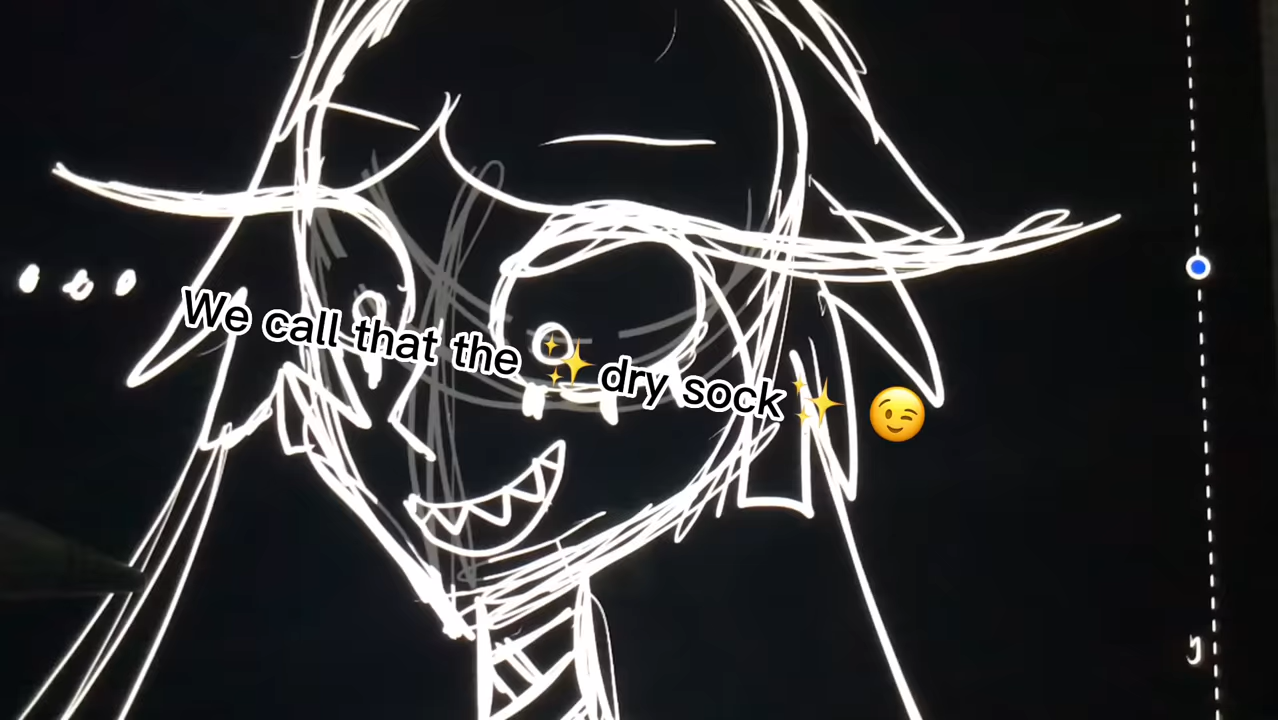 We call that the ✨ dry sock ✨ 😉